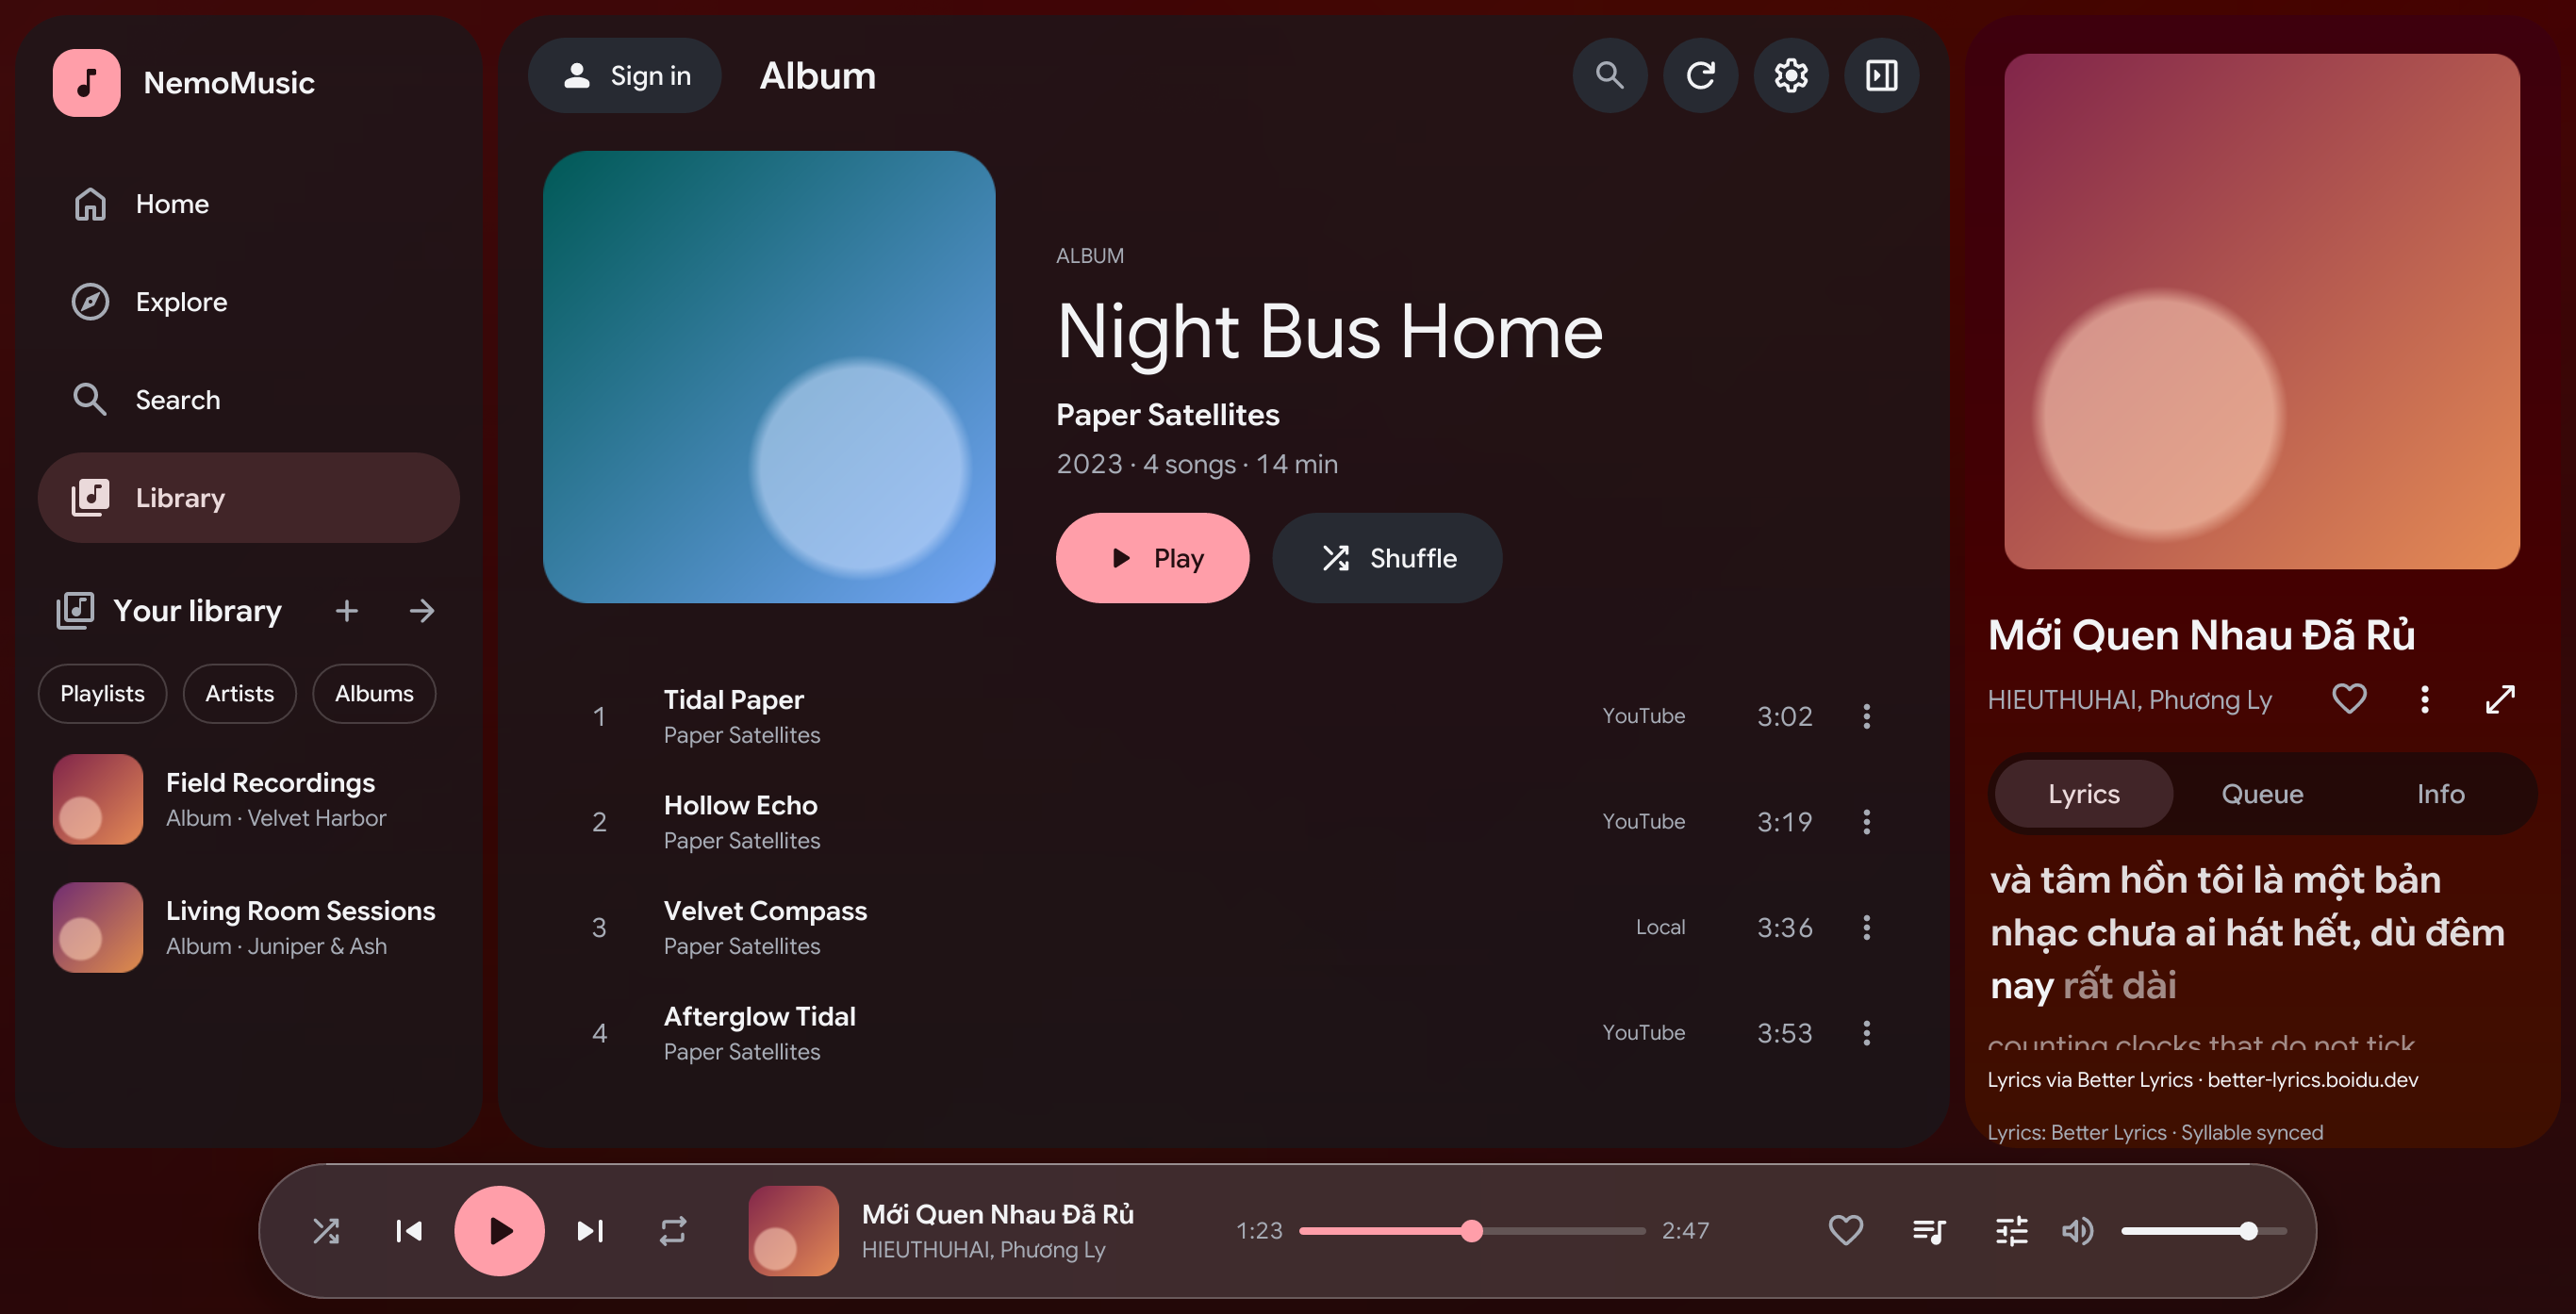 NemoMusic
Home
Explore
Search
Library
Your library
Playlists
Artists
Albums
Field Recordings
Album · Velvet Harbor
Living Room Sessions
Album · Juniper & Ash
Sign in
Album
ALBUM
Night Bus Home
Paper Satellites
2023 · 4 songs · 14 min
Play
Shuffle
1 Tidal Paper YouTube 3:02
Paper Satellites
2 Hollow Echo YouTube 3:19
Paper Satellites
3 Velvet Compass Local 3:36
Paper Satellites
4 Afterglow Tidal YouTube 3:53
Paper Satellites
Mới Quen Nhau Đã Rủ
HIEUTHUHAI, Phương Ly
Lyrics
Queue
Info
và tâm hồn tôi là một bản
nhạc chưa ai hát hết, dù đêm
nay rất dài
counting clocks that do not tick
Lyrics via Better Lyrics · better-lyrics.boidu.dev
Lyrics: Better Lyrics · Syllable synced
Mới Quen Nhau Đã Rủ
HIEUTHUHAI, Phương Ly
1:23
2:47